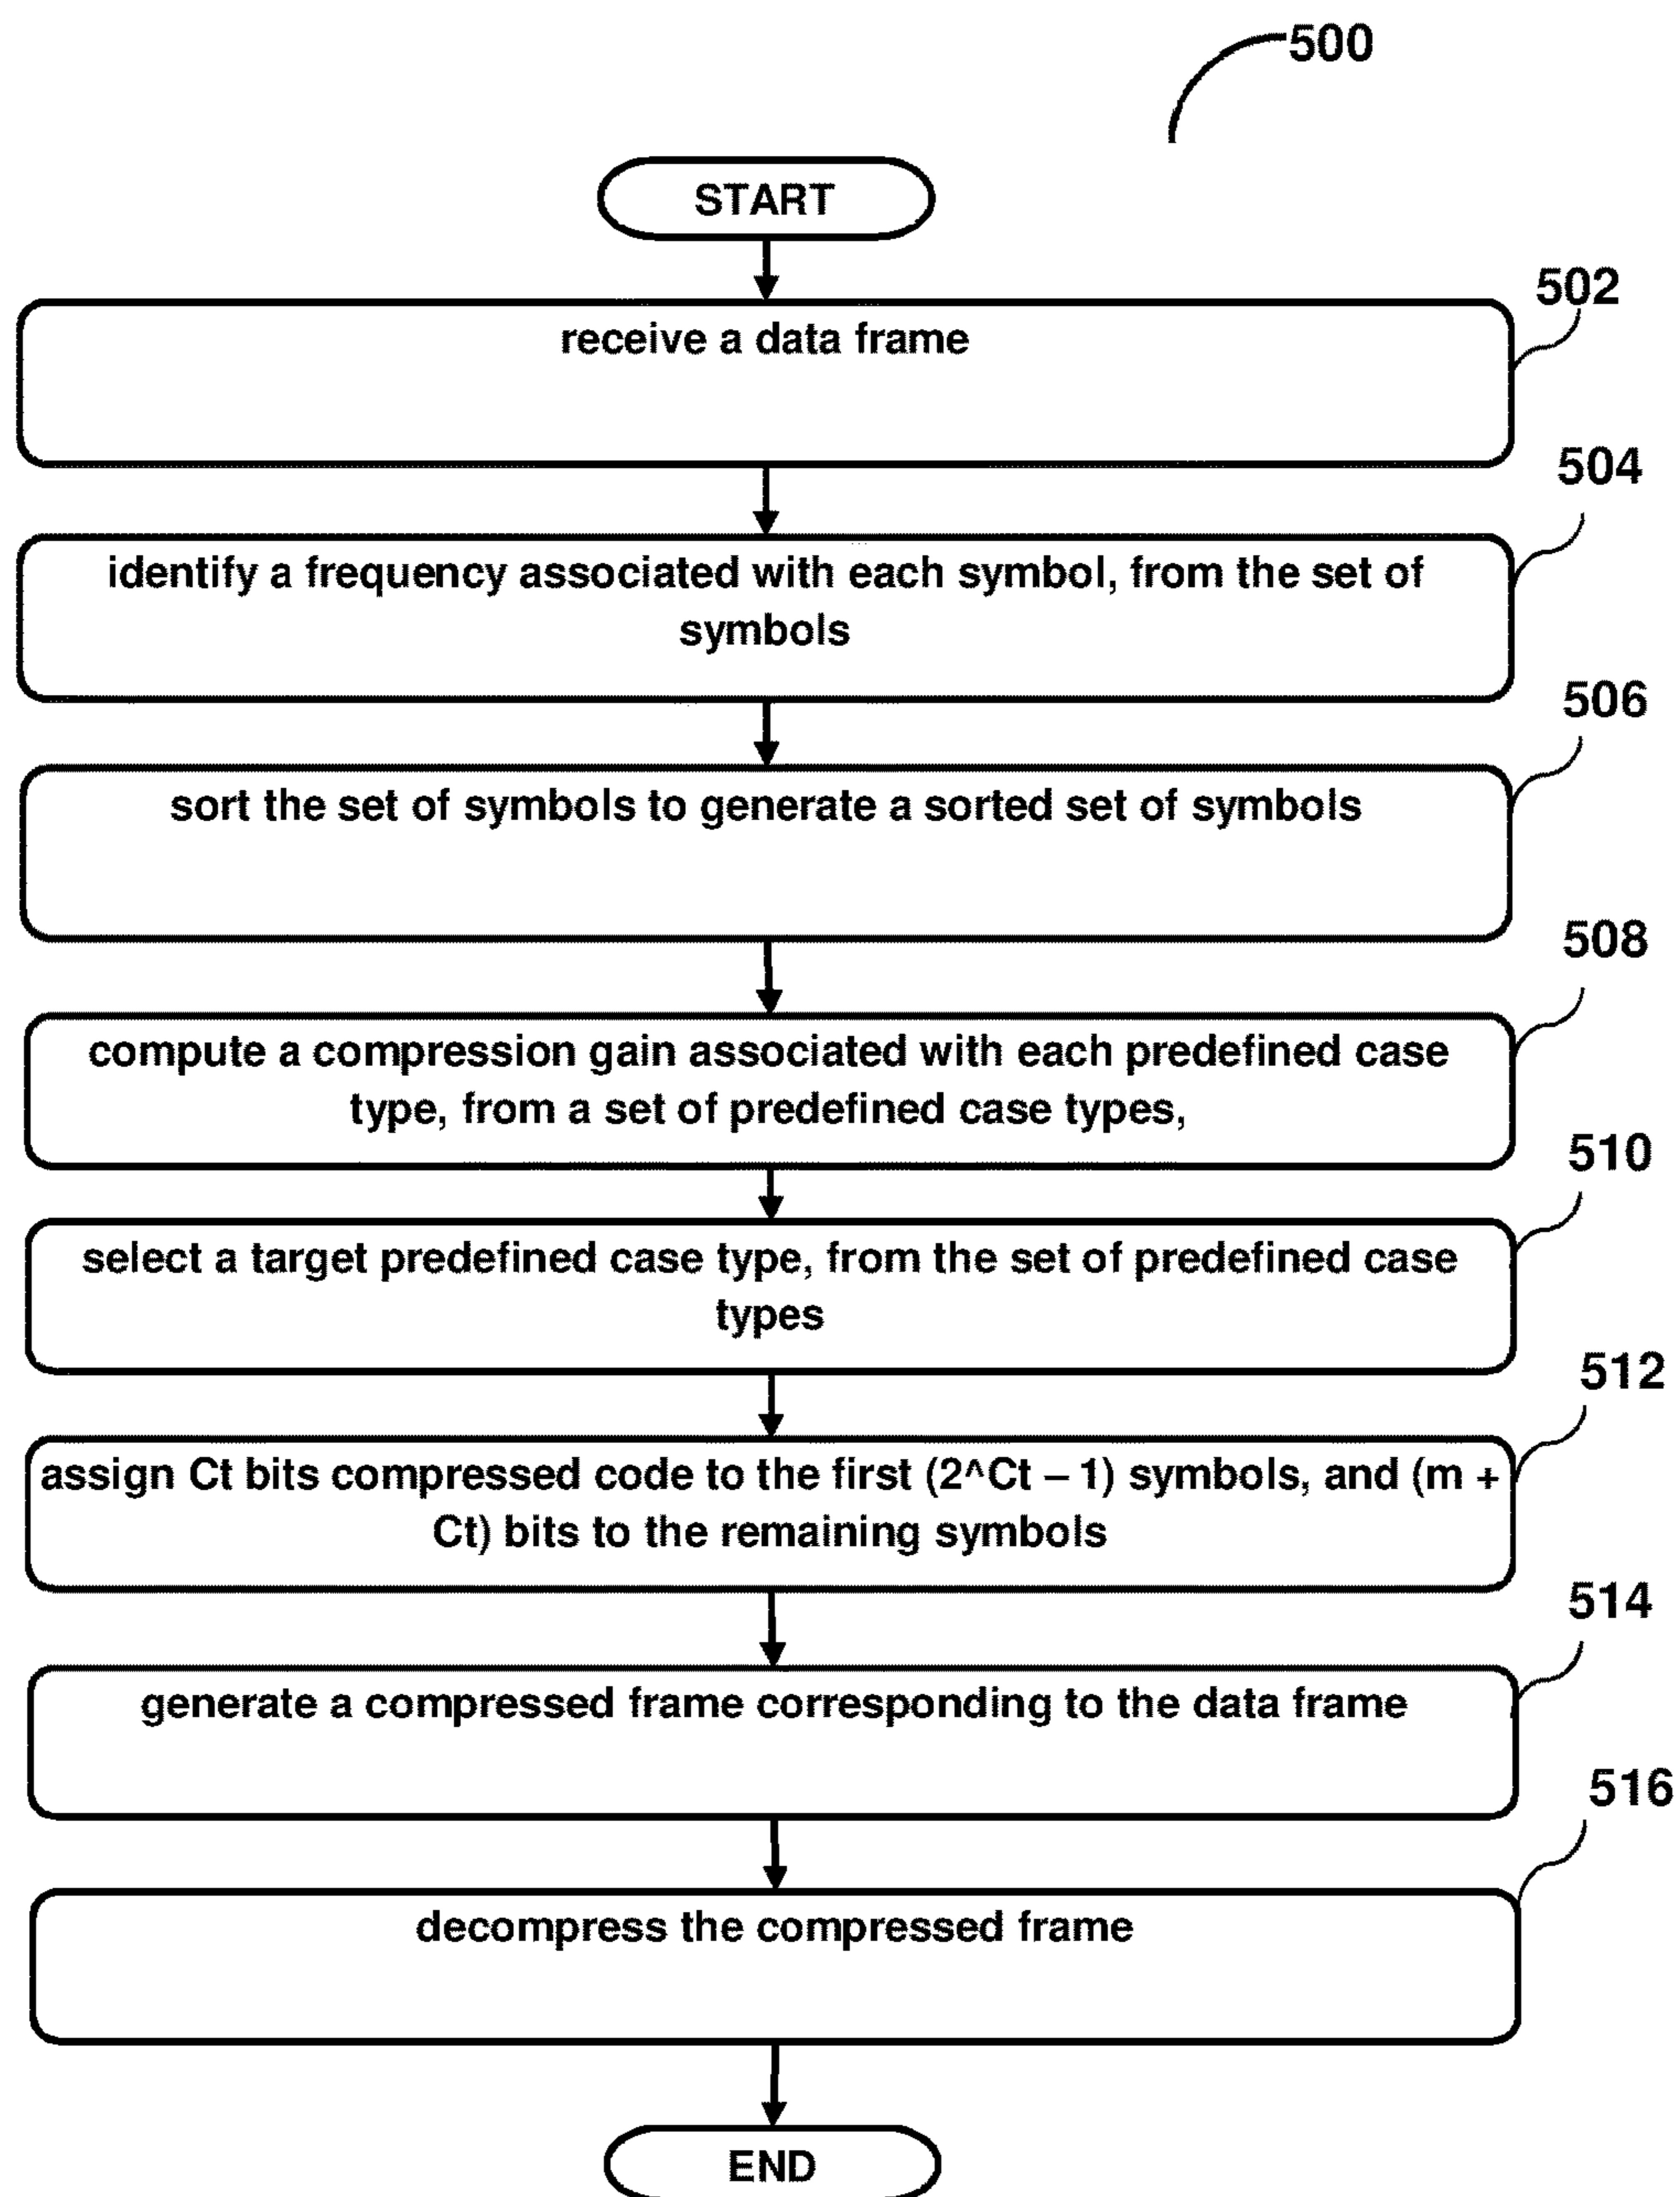 500
START
502
receive a data frame
504
identify a frequency associated with each symbol, from the set of
symbols
506
sort the set of symbols to generate a sorted set of symbols
508
compute a compression gain associated with each predefined case
type, from a set of predefined case types,
510
select a target predefined case type, from the set of predefined case
types
512
assign Ct bits compressed code to the first (2^Ct – 1) symbols, and (m +
Ct) bits to the remaining symbols
514
generate a compressed frame corresponding to the data frame
516
decompress the compressed frame
END